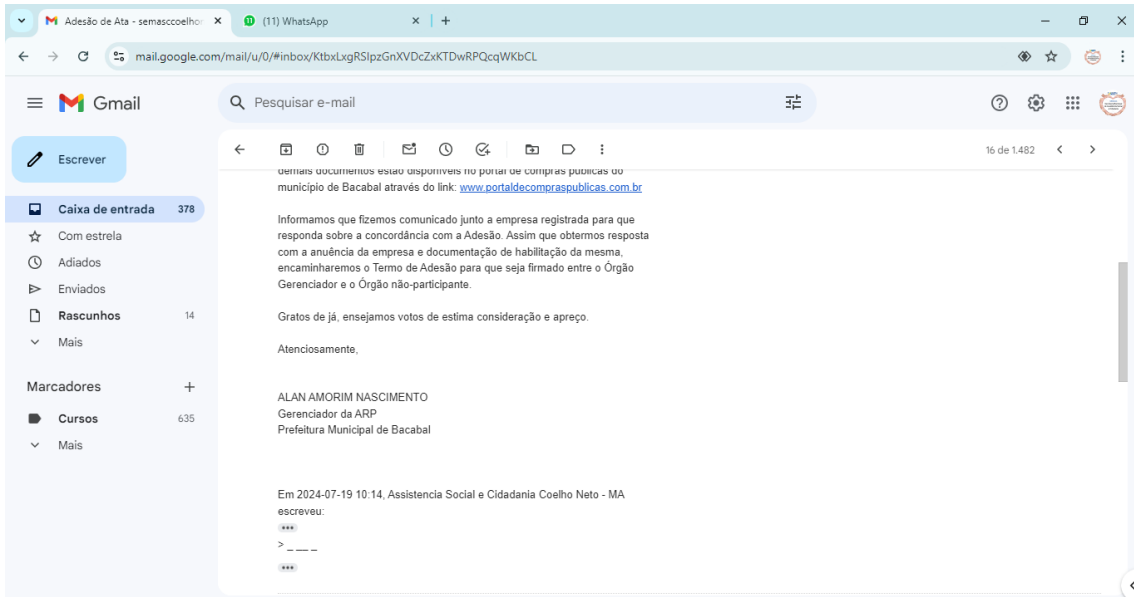 Adesão de Ata - semasccoelho
(11) WhatsApp
mail.google.com/mail/u/0/#inbox/KtbxLxgRSIpzGnXVDcZxKTDwRPQcqWKbCL
Gmail
Pesquisar e-mail
Escrever
16 de 1.482
Caixa de entrada 378
Com estrela
Adiados
Enviados
Rascunhos 14
Mais
Marcadores
Cursos 635
Mais
demais documentos estão disponíveis no portal de compras públicas do
município de Bacabal através do link: www.portaldecompraspublicas.com.br
Informamos que fizemos comunicado junto a empresa registrada para que
responda sobre a concordância com a Adesão. Assim que obtermos resposta
com a anuência da empresa e documentação de habilitação da mesma,
encaminharemos o Termo de Adesão para que seja firmado entre o Órgão
Gerenciador e o Órgão não-participante.
Gratos de já, ensejamos votos de estima consideração e apreço.
Atenciosamente,
ALAN AMORIM NASCIMENTO
Gerenciador da ARP
Prefeitura Municipal de Bacabal
Em 2024-07-19 10:14, Assistencia Social e Cidadania Coelho Neto - MA
escreveu:
> _ __ _